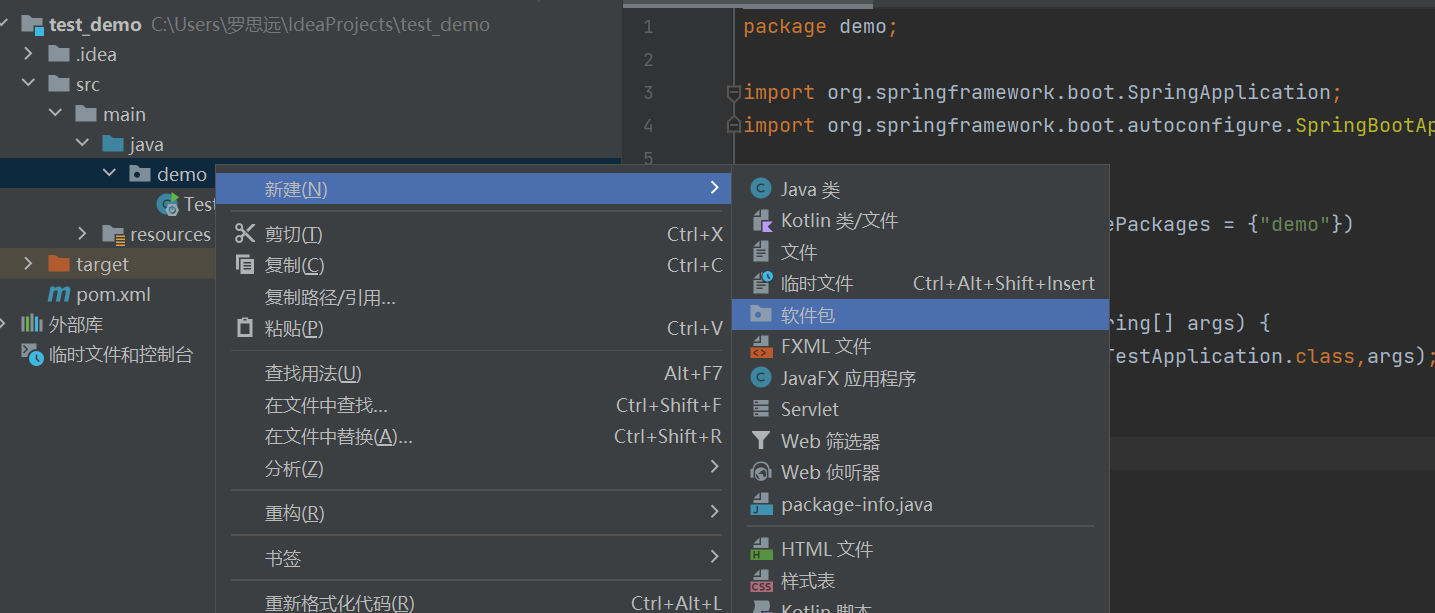 test_demo C:\Users\罗思远\IdeaProjects\test_demo
.idea
src
main
java
demo
Test
resources
target
pom.xml
外部库
临时文件和控制台
新建(N)
剪切(T) Ctrl+X
复制(C) Ctrl+C
复制路径/引用...
粘贴(P) Ctrl+V
查找用法(U) Alt+F7
在文件中查找... Ctrl+Shift+F
在文件中替换(A)... Ctrl+Shift+R
分析(Z)
重构(R)
书签
重新格式化代码(R) Ctrl+Alt+L
Java 类
Kotlin 类/文件
文件
临时文件 Ctrl+Alt+Shift+Insert
软件包
FXML 文件
JavaFX 应用程序
Servlet
Web 筛选器
Web 侦听器
package-info.java
HTML 文件
样式表
Kotlin 脚本
1 package demo;
2
3 import org.springframework.boot.SpringApplication;
4 import org.springframework.boot.autoconfigure.SpringBootAp
5
ePackages = {"demo"})
ring[] args) {
TestApplication.class,args);